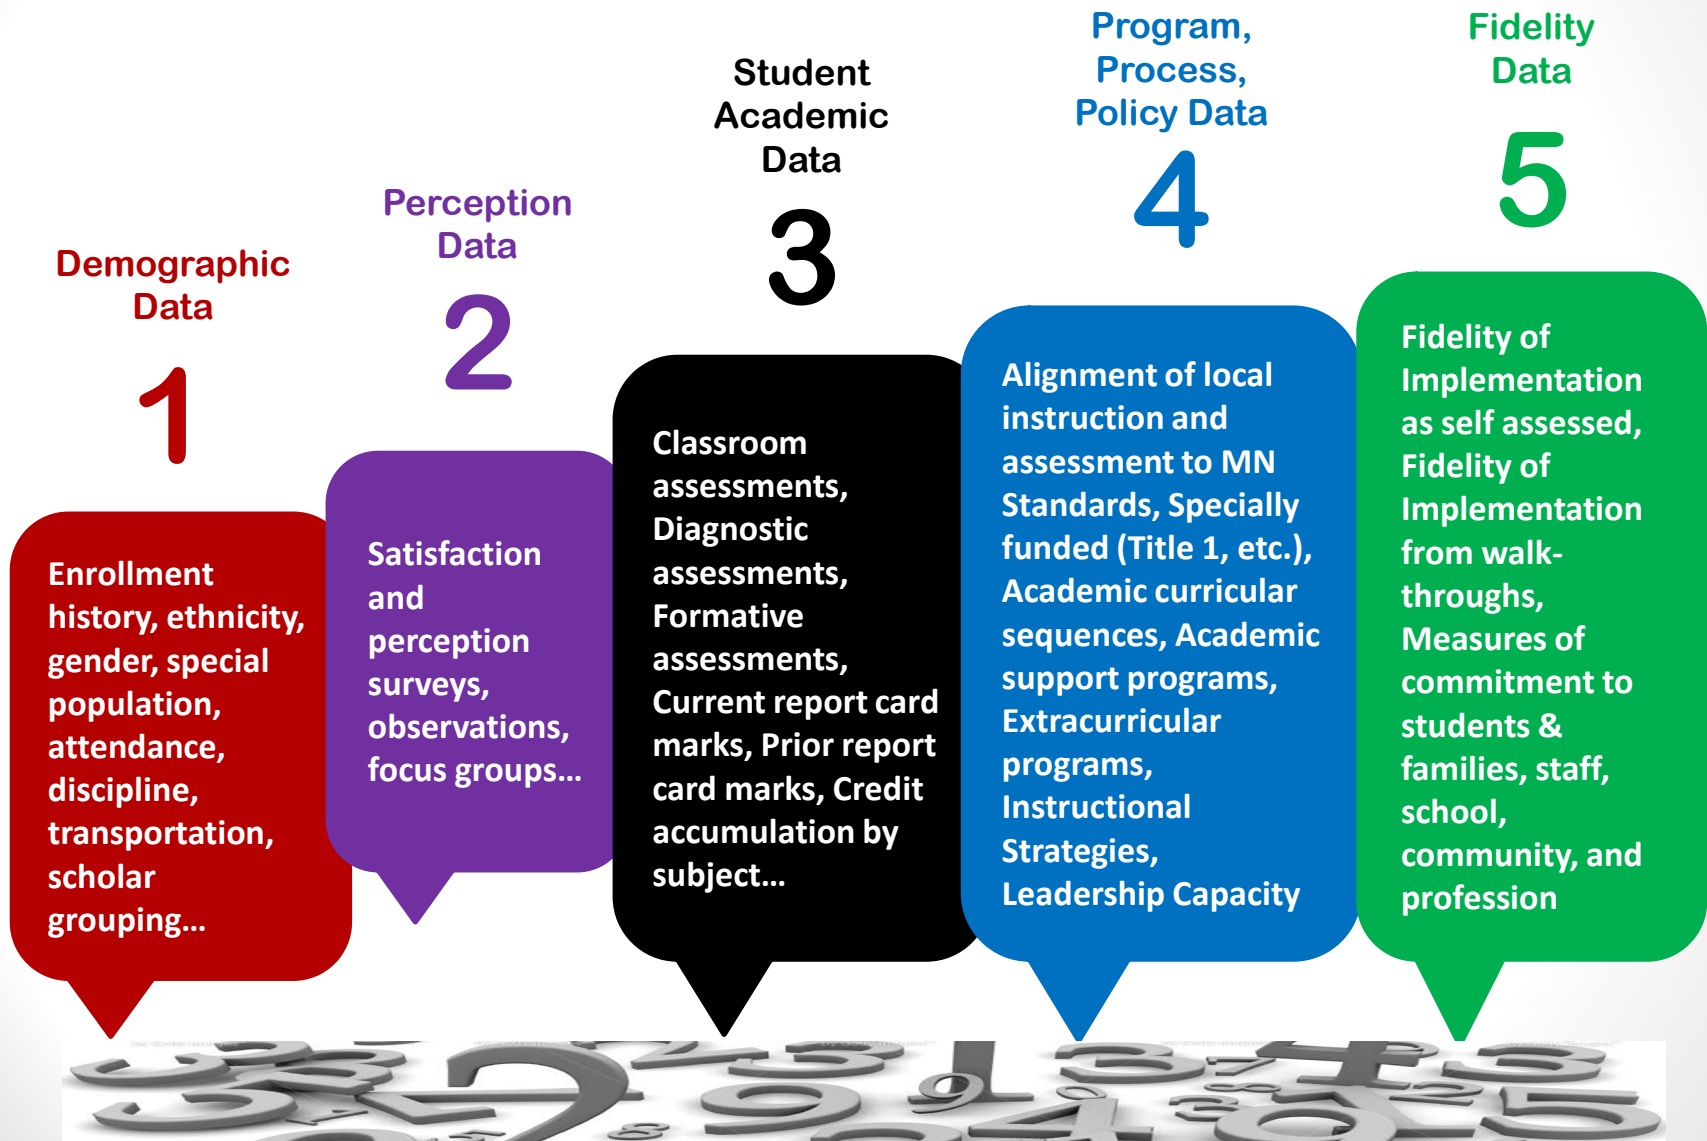 Demographic
Data
1
Enrollment
history, ethnicity,
gender, special
population,
attendance,
discipline,
transportation,
scholar
grouping...
Perception
Data
2
Satisfaction
and
perception
surveys,
observations,
focus groups...
Student
Academic
Data
3
Classroom
assessments,
Diagnostic
assessments,
Formative
assessments,
Current report card
marks, Prior report
card marks, Credit
accumulation by
subject...
Program,
Process,
Policy Data
4
Alignment of local
instruction and
assessment to MN
Standards, Specially
funded (Title 1, etc.),
Academic curricular
sequences, Academic
support programs,
Extracurricular
programs,
Instructional
Strategies,
Leadership Capacity
Fidelity
Data
5
Fidelity of
Implementation
as self assessed,
Fidelity of
Implementation
from walk-
throughs,
Measures of
commitment to
students &
families, staff,
school,
community, and
profession